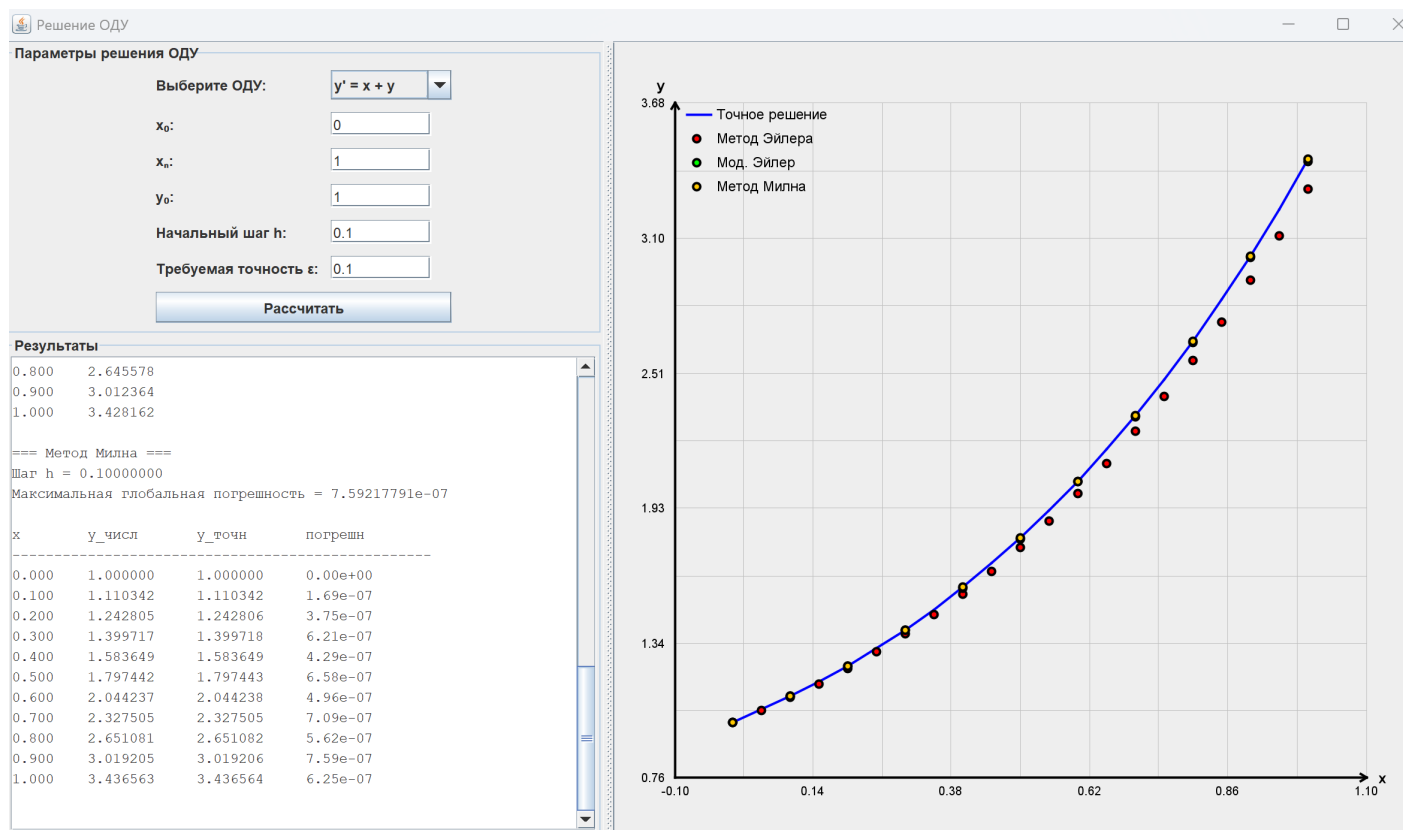 Решение ОДУ
Параметры решения ОДУ
Выберите ОДУ: y' = x + y
x₀: 0
xₙ: 1
y₀: 1
Начальный шаг h: 0.1
Требуемая точность ε: 0.1
Рассчитать
Результаты
0.800 2.645578
0.900 3.012364
1.000 3.428162
=== Метод Милна ===
Шаг h = 0.10000000
Максимальная глобальная погрешность = 7.59217791e-07
x y_числ y_точн погрешн
---------------------------------------------------
0.000 1.000000 1.000000 0.00e+00
0.100 1.110342 1.110342 1.69e-07
0.200 1.242805 1.242806 3.75e-07
0.300 1.399717 1.399718 6.21e-07
0.400 1.583649 1.583649 4.29e-07
0.500 1.797442 1.797443 6.58e-07
0.600 2.044237 2.044238 4.96e-07
0.700 2.327505 2.327505 7.09e-07
0.800 2.651081 2.651082 5.62e-07
0.900 3.019205 3.019206 7.59e-07
1.000 3.436563 3.436564 6.25e-07
y
3.68
Точное решение
Метод Эйлера
Мод. Эйлер
Метод Милна
3.10
2.51
1.93
1.34
0.76
x
-0.10 0.14 0.38 0.62 0.86 1.10